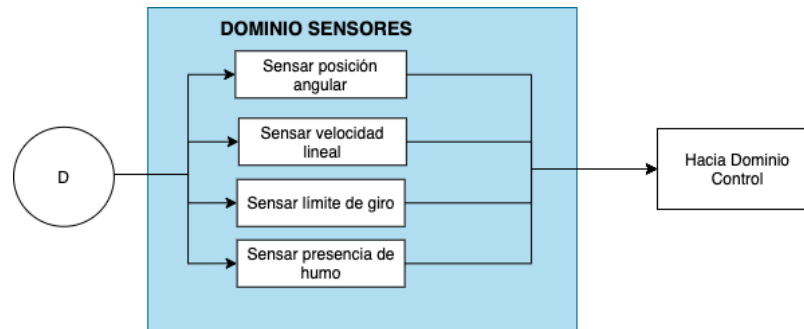 DOMINIO SENSORES
Sensar posición
angular
Sensar velocidad
lineal
D
Hacia Dominio
Control
Sensar límite de giro
Sensar presencia de
humo